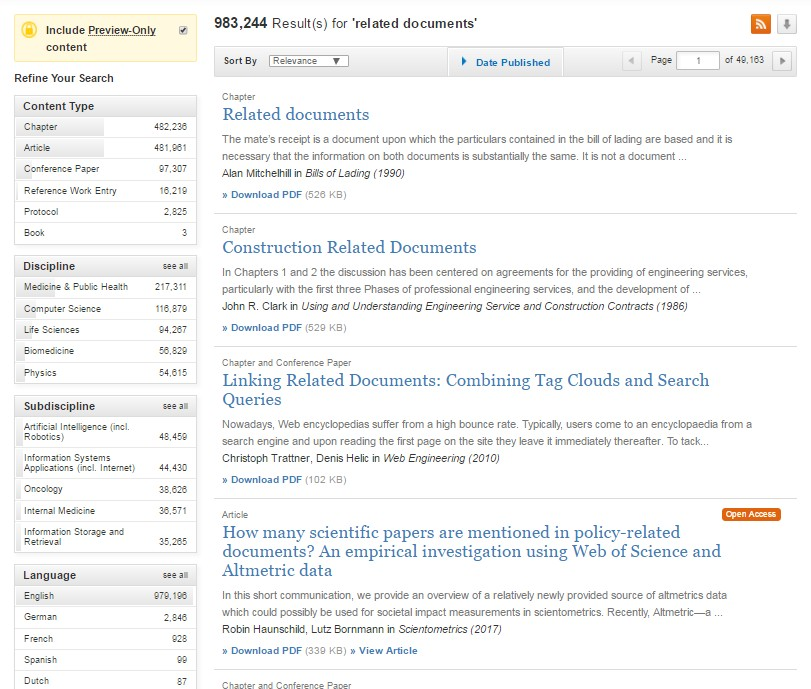 Include Preview-Only
content
Refine Your Search
Content Type
Chapter 482,236
Article 481,961
Conference Paper 97,307
Reference Work Entry 16,219
Protocol 2,825
Book 3
Discipline see all
Medicine & Public Health 217,311
Computer Science 116,879
Life Sciences 94,267
Biomedicine 56,829
Physics 54,615
Subdiscipline see all
Artificial Intelligence (incl.
Robotics) 48,459
Information Systems
Applications (incl. Internet) 44,430
Oncology 38,626
Internal Medicine 36,571
Information Storage and
Retrieval 35,265
Language see all
English 979,196
German 2,846
French 928
Spanish 99
Dutch 87
983,244 Result(s) for 'related documents'
Sort By Relevance Date Published Page 1 of 49,163
Chapter
Related documents
The mate's receipt is a document upon which the particulars contained in the bill of lading are based and it is
necessary that the information on both documents is substantially the same. It is not a document ...
Alan Mitchelhill in Bills of Lading (1990)
» Download PDF (526 KB)
Chapter
Construction Related Documents
In Chapters 1 and 2 the discussion has been centered on agreements for the providing of engineering services,
particularly with the first three Phases of professional engineering services, and the development of ...
John R. Clark in Using and Understanding Engineering Service and Construction Contracts (1986)
» Download PDF (529 KB)
Chapter and Conference Paper
Linking Related Documents: Combining Tag Clouds and Search
Queries
Nowadays, Web encyclopedias suffer from a high bounce rate. Typically, users come to an encyclopaedia from a
search engine and upon reading the first page on the site they leave it immediately thereafter. To tack...
Christoph Trattner, Denis Helic in Web Engineering (2010)
» Download PDF (102 KB)
Article Open Access
How many scientific papers are mentioned in policy-related
documents? An empirical investigation using Web of Science and
Altmetric data
In this short communication, we provide an overview of a relatively newly provided source of altmetrics data
which could possibly be used for societal impact measurements in scientometrics. Recently, Altmetric—a ...
Robin Haunschild, Lutz Bornmann in Scientometrics (2017)
» Download PDF (339 KB) » View Article
Chapter and Conference Paper